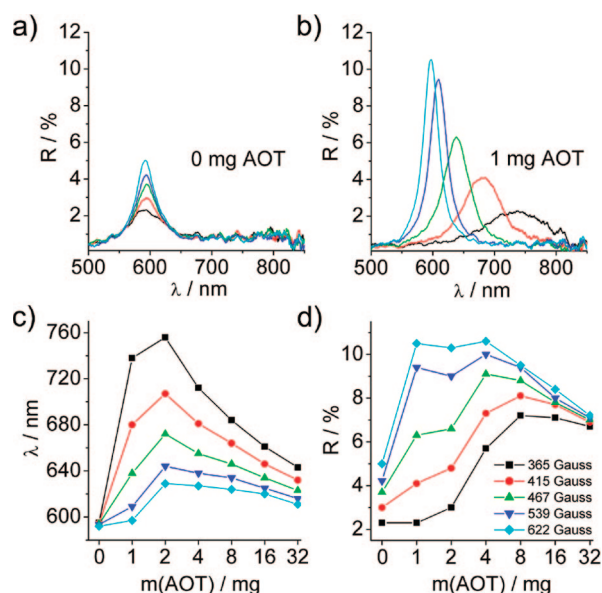 a)
12
10
8
6
4
2
R / %
0 mg AOT
500 600 700 800
λ / nm
b)
12
10
8
6
4
2
R / %
1 mg AOT
500 600 700 800
λ / nm
c)
760
720
680
640
600
λ / nm
0 1 2 4 8 16 32
m(AOT) / mg
d)
10
8
6
4
2
R / %
365 Gauss
415 Gauss
467 Gauss
539 Gauss
622 Gauss
0 1 2 4 8 16 32
m(AOT) / mg